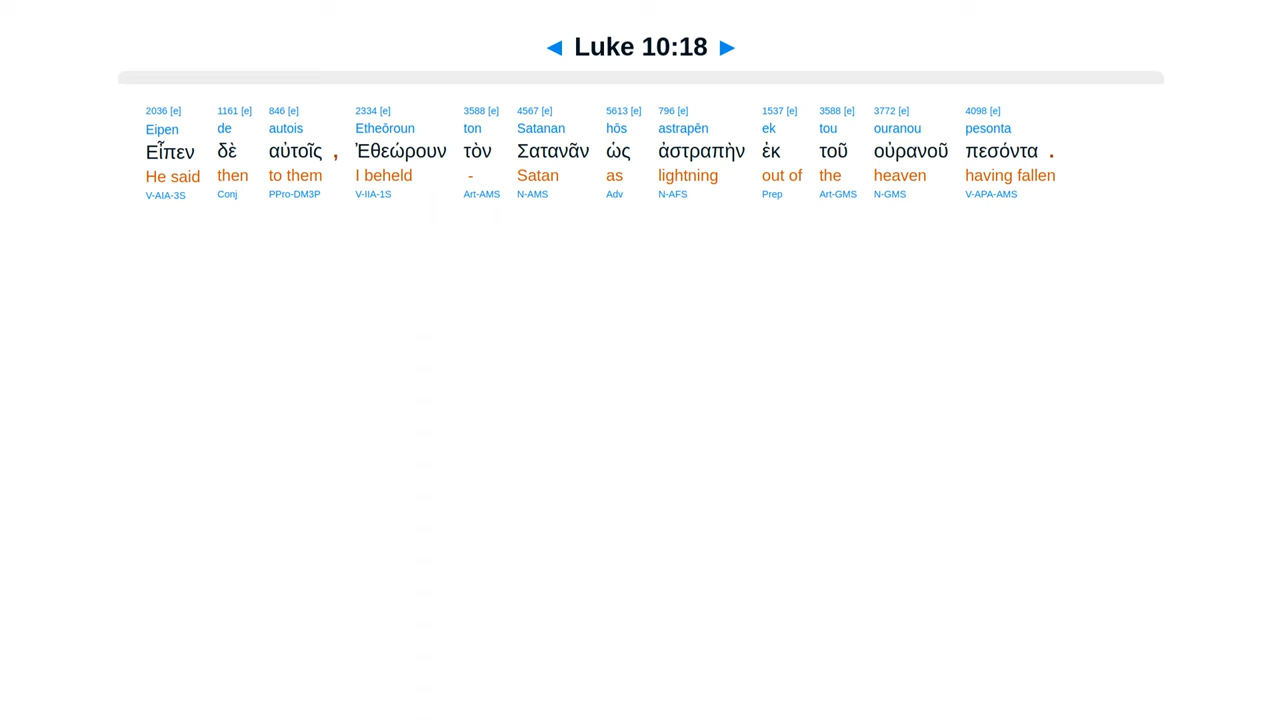 ◄ Luke 10:18 ►
2036 [e] 1161 [e] 846 [e] 2334 [e] 3588 [e] 4567 [e] 5613 [e] 796 [e] 1537 [e] 3588 [e] 3772 [e] 4098 [e]
Eipen de autois Etheōroun ton Satanan hōs astrapēn ek tou ouranou pesonta
Εἶπεν δὲ αὐτοῖς , Ἐθεώρουν τὸν Σατανᾶν ὡς ἀστραπὴν ἐκ τοῦ οὐρανοῦ πεσόντα .
He said then to them I beheld - Satan as lightning out of the heaven having fallen
V-AIA-3S Conj PPro-DM3P V-IIA-1S Art-AMS N-AMS Adv N-AFS Prep Art-GMS N-GMS V-APA-AMS